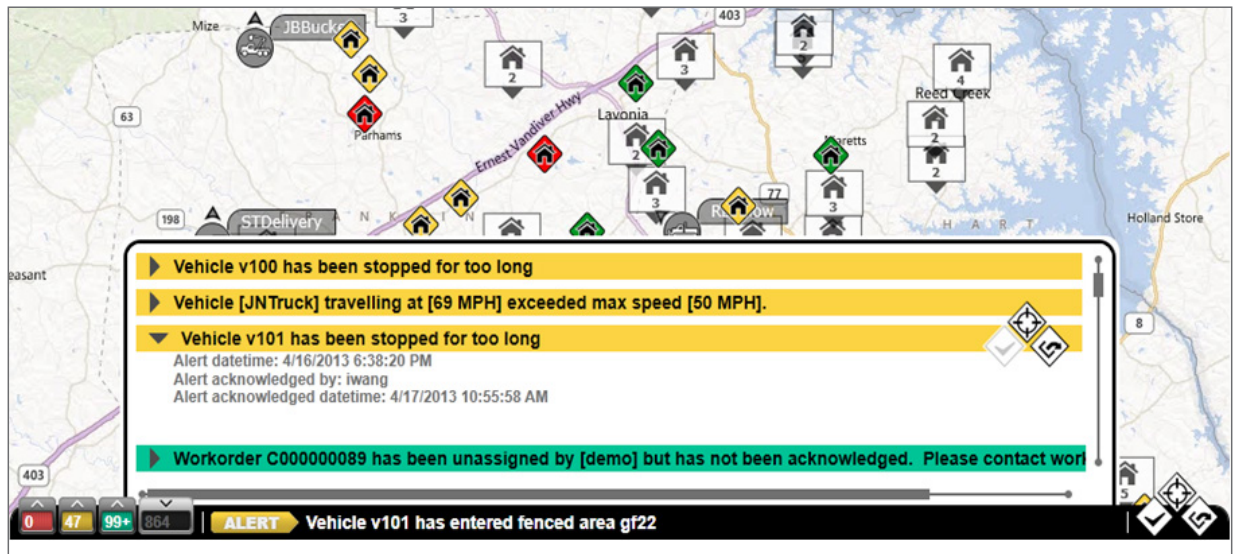 Mize
JBBuck
3
403
2
2
3
4
Reed Creek
63
Parhams
Ernest Vandiver Hwy
Lavonia
2
2
2
3
77
3
198
STDelivery
A N K
I N
H A R T
Holland Store
easant
8
Vehicle v100 has been stopped for too long
Vehicle [JNTruck] travelling at [69 MPH] exceeded max speed [50 MPH].
Vehicle v101 has been stopped for too long
Alert datetime: 4/16/2013 6:38:20 PM
Alert acknowledged by: iwang
Alert acknowledged datetime: 4/17/2013 10:55:58 AM
Workorder C000000089 has been unassigned by [demo] but has not been acknowledged. Please contact work
403
5
0 47 99+ 864 ALERT Vehicle v101 has entered fenced area gf22